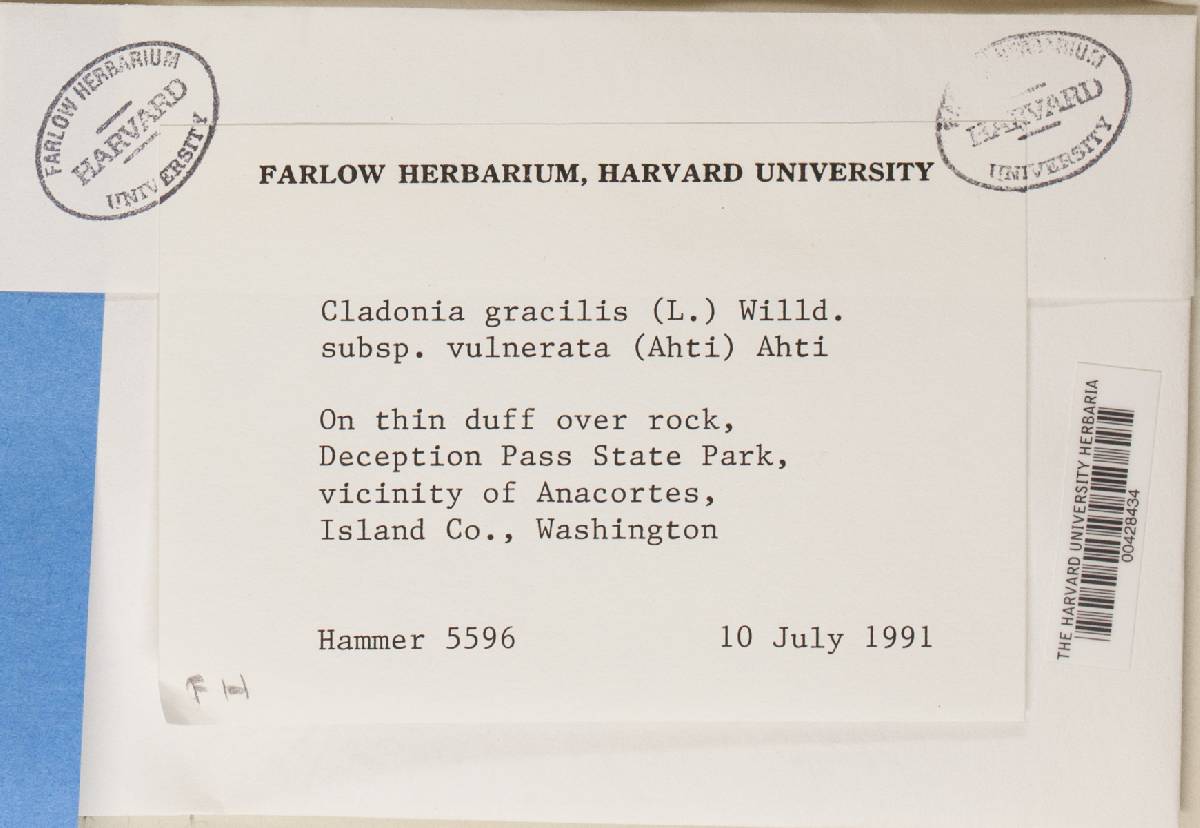 FARLOW HERBARIUM
HARVARD
UNIVERSITY
HARVARD
UNIVERSITY
FARLOW HERBARIUM, HARVARD UNIVERSITY
Cladonia gracilis (L.) Willd.
subsp. vulnerata (Ahti) Ahti
On thin duff over rock,
Deception Pass State Park,
vicinity of Anacortes,
Island Co., Washington
Hammer 5596 10 July 1991
FH
THE HARVARD UNIVERSITY HERBARIA
00428434